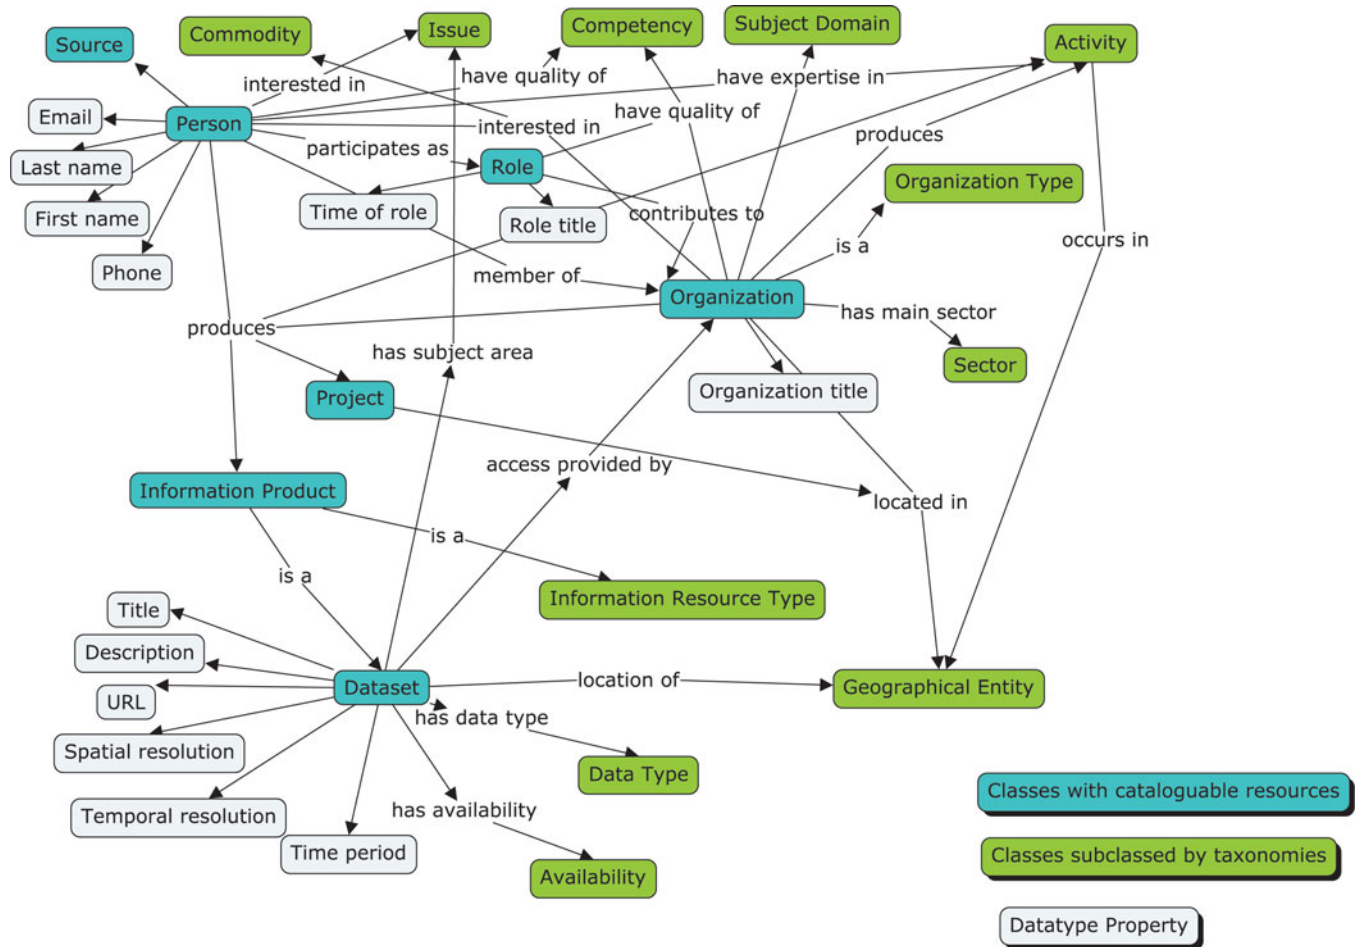 Source
Commodity
Issue
Competency
Subject Domain
Activity
interested in
have quality of
have expertise in
Email
Person
interested in
have quality of
produces
Last name
participates as
Role
Organization Type
First name
Time of role
Role title
contributes to
is a
occurs in
Phone
member of
Organization
has main sector
produces
has subject area
Sector
Project
Organization title
access provided by
Information Product
located in
is a
is a
Information Resource Type
Title
Description
Dataset
location of
Geographical Entity
URL
has data type
Spatial resolution
Data Type
Temporal resolution
has availability
Time period
Availability
Classes with cataloguable resources
Classes subclassed by taxonomies
Datatype Property